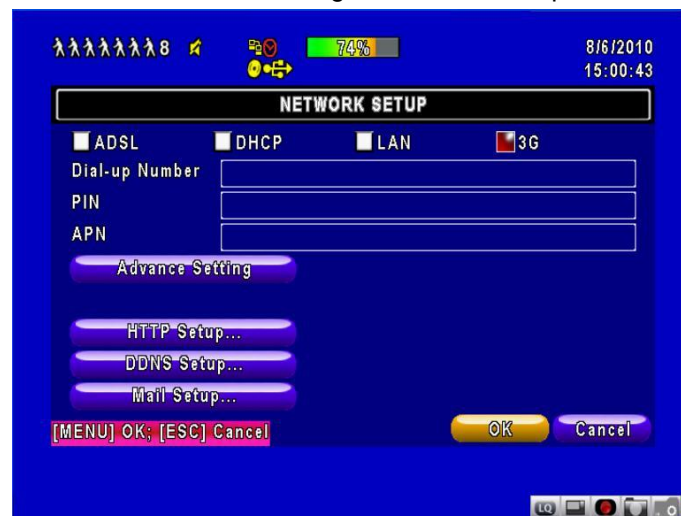 8 74% 8/6/2010
15:00:43
NETWORK SETUP
ADSL DHCP LAN 3G
Dial-up Number
PIN
APN
Advance Setting
HTTP Setup...
DDNS Setup...
Mail Setup...
[MENU] OK; [ESC] Cancel OK Cancel
LQ